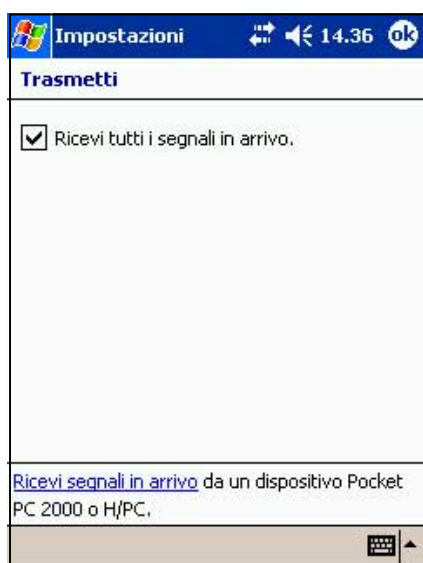 Impostazioni 14.36 ok
Trasmetti
Ricevi tutti i segnali in arrivo.
Ricevi segnali in arrivo da un dispositivo Pocket
PC 2000 o H/PC.